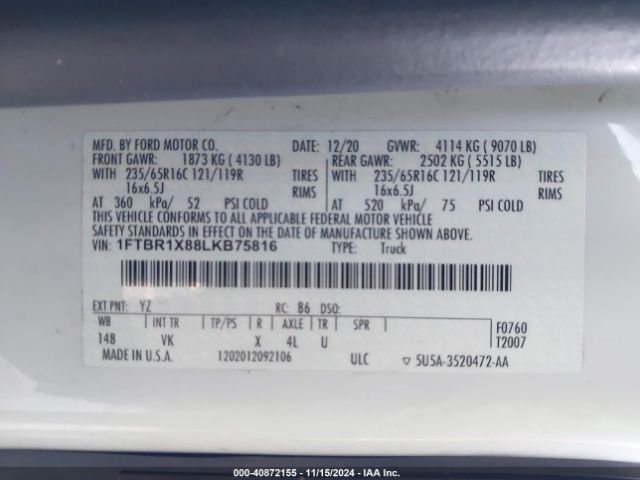 MFD. BY FORD MOTOR CO. DATE: 12/20 GVWR: 4114 KG ( 9070 LB)
FRONT GAWR: 1873 KG ( 4130 LB) REAR GAWR: 2502 KG ( 5515 LB)
WITH 235/65R16C 121/119R TIRES WITH 235/65R16C 121/119R TIRES
16x6.5J RIMS 16x6.5J RIMS
AT 360 kPa/ 52 PSI COLD AT 520 kPa/ 75 PSI COLD
THIS VEHICLE CONFORMS TO ALL APPLICABLE FEDERAL MOTOR VEHICLE
SAFETY STANDARDS IN EFFECT ON THE DATE OF MANUFACTURE SHOWN ABOVE.
VIN: 1FTBR1X88LKB75816 TYPE: Truck
EXT PNT: YZ RC: 86 DSO:
WB INT TR TP/PS R AXLE TR SPR F0760
148 VK X 4L U T2007
MADE IN U.S.A. 1202012092106 ULC ▽ 5U5A-3520472-AA
000-40872155 - 11/15/2024 - IAA Inc.